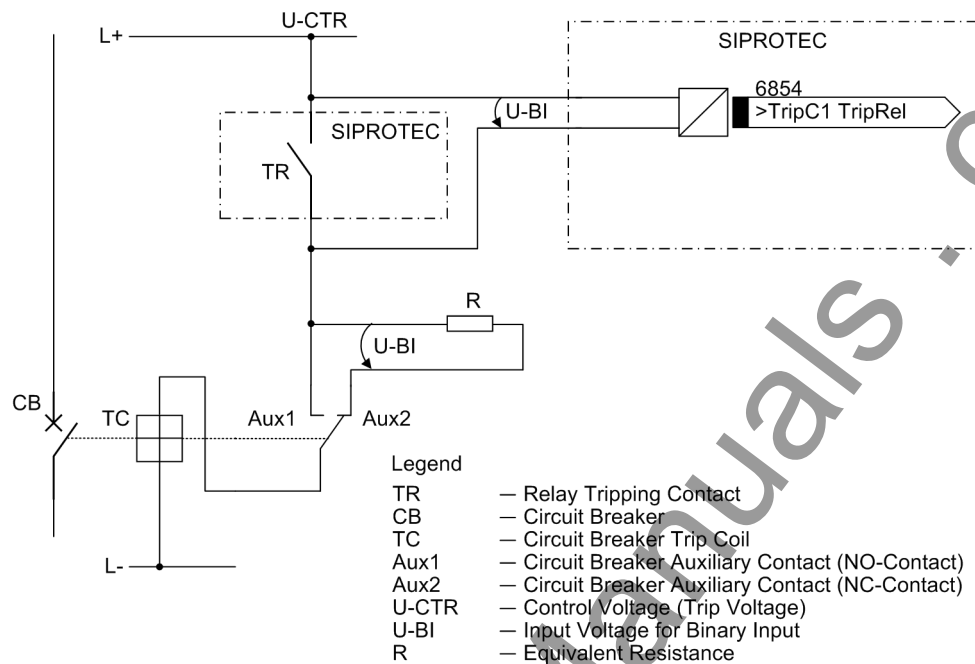 U-CTR
L+
SIPROTEC
6854
>TripC1 TripRel
U-BI
SIPROTEC
TR
R
U-BI
CB
TC
Aux1
Aux2
Legend
TR — Relay Tripping Contact
CB — Circuit Breaker
TC — Circuit Breaker Trip Coil
Aux1 — Circuit Breaker Auxiliary Contact (NO-Contact)
Aux2 — Circuit Breaker Auxiliary Contact (NC-Contact)
L-
U-CTR — Control Voltage (Trip Voltage)
U-BI — Input Voltage for Binary Input
R — Equivalent Resistance
Manuals .